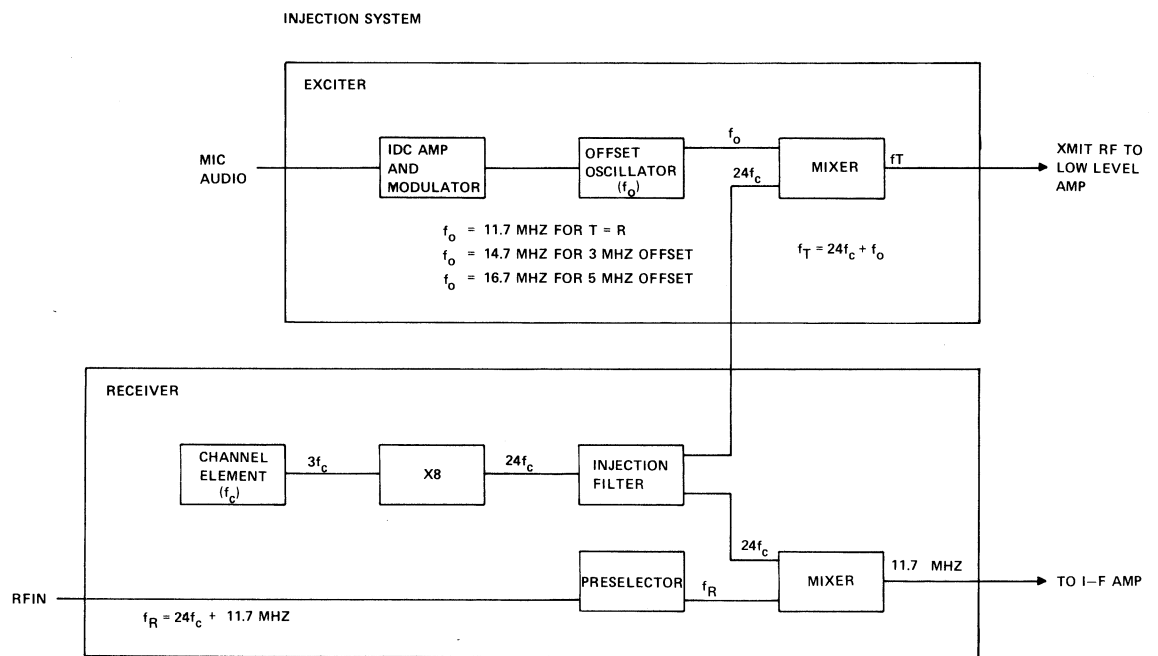 INJECTION SYSTEM
EXCITER
MIC
AUDIO
IDC AMP
AND
MODULATOR
OFFSET
OSCILLATOR
(fo)
fo
24fc
MIXER
fT
XMIT RF TO
LOW LEVEL
AMP
fo = 11.7 MHZ FOR T = R
fo = 14.7 MHZ FOR 3 MHZ OFFSET
fo = 16.7 MHZ FOR 5 MHZ OFFSET
fT = 24fc + fo
RECEIVER
CHANNEL
ELEMENT
(fc)
3fc
X8
24fc
INJECTION
FILTER
24fc
PRESELECTOR
fR
MIXER
11.7 MHZ
TO I-F AMP
RFIN
fR = 24fc + 11.7 MHZ